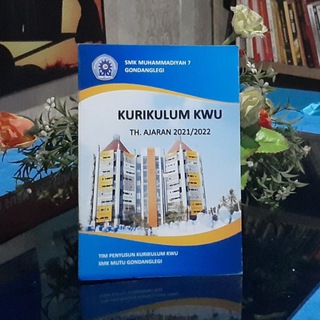 SMK MUHAMMADIYAH 7
GONDANGLEGI
KURIKULUM KWU
TH. AJARAN 2021/2022
TIM PENYUSUN KURIKULUM KWU
SMK MUTU GONDANGLEGI